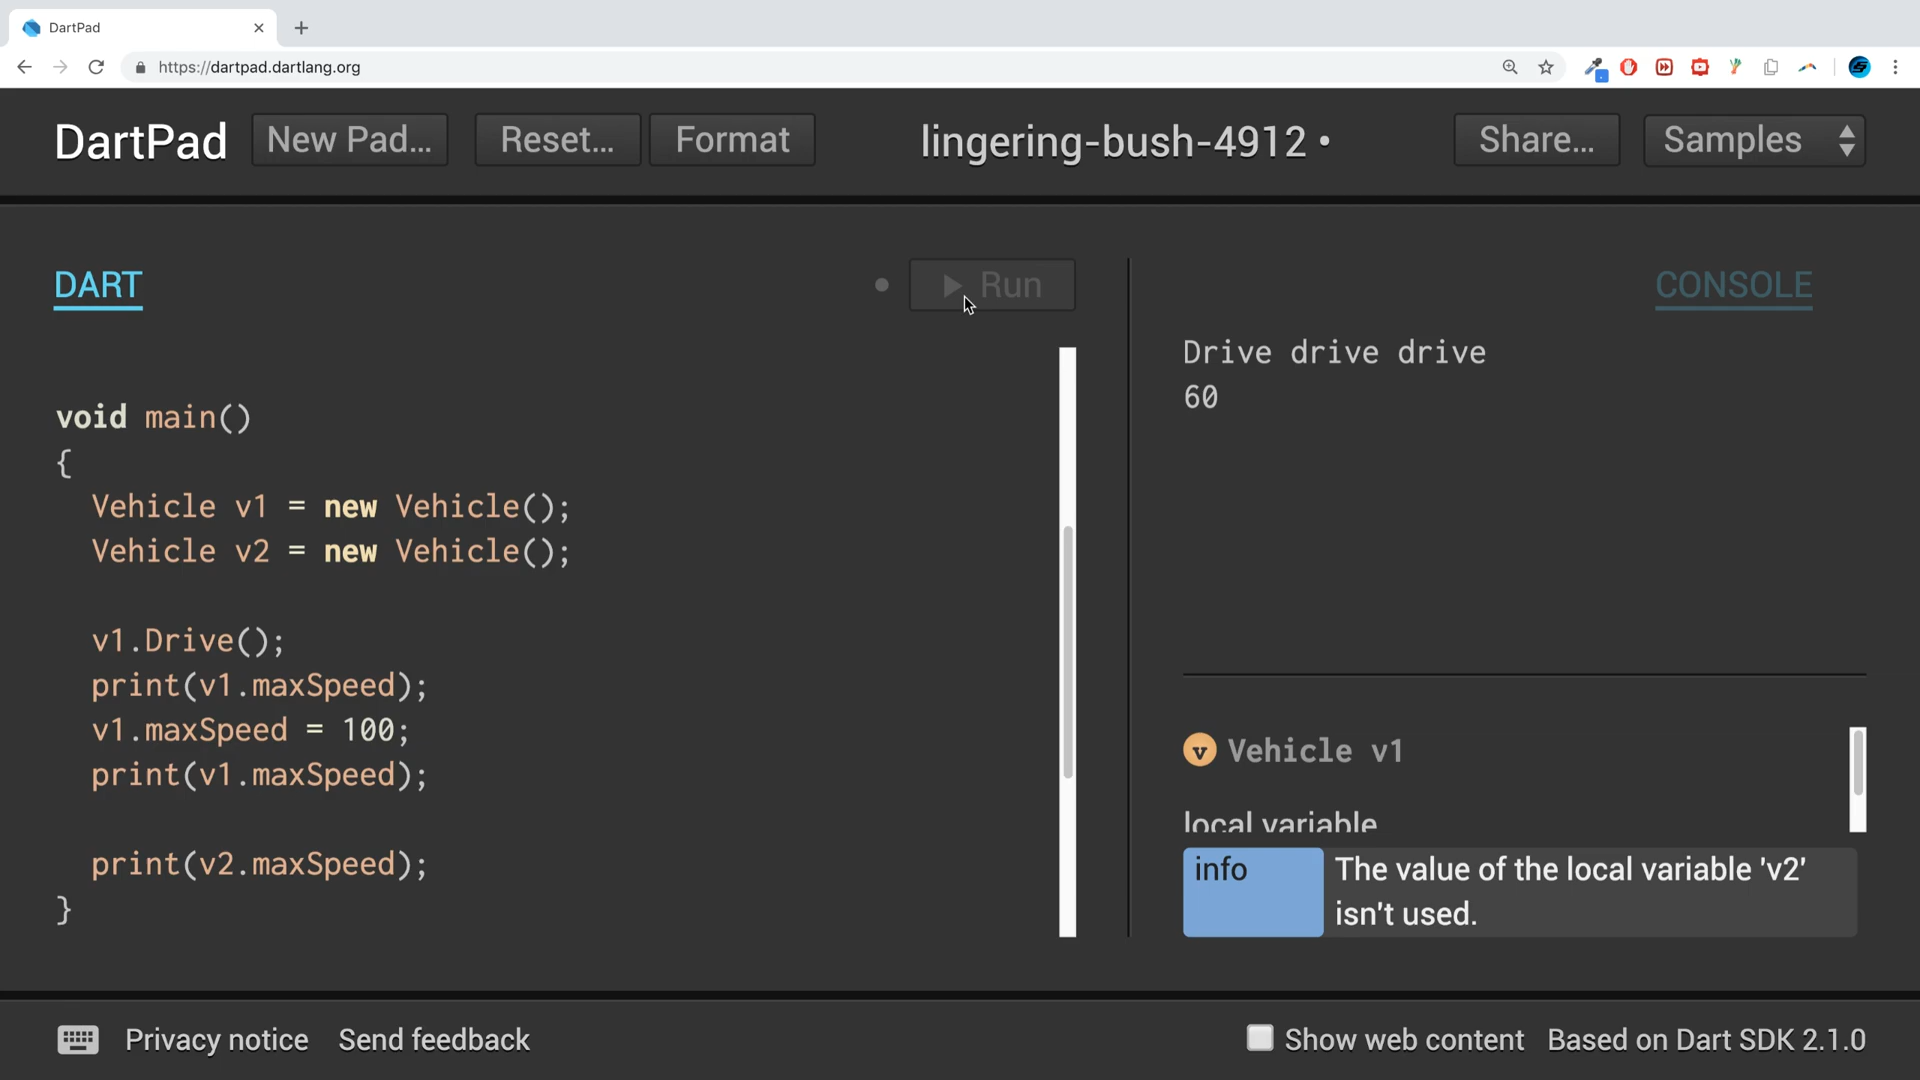 DartPad
https://dartpad.dartlang.org
DartPad
New Pad...
Reset...
Format
lingering-bush-4912 •
Share...
Samples
DART
Run
CONSOLE
void main()
{
Vehicle v1 = new Vehicle();
Vehicle v2 = new Vehicle();
v1.Drive();
print(v1.maxSpeed);
v1.maxSpeed = 100;
print(v1.maxSpeed);
print(v2.maxSpeed);
}
Drive drive drive
60
v Vehicle v1
local variable
info
The value of the local variable 'v2'
isn't used.
Privacy notice
Send feedback
Show web content
Based on Dart SDK 2.1.0